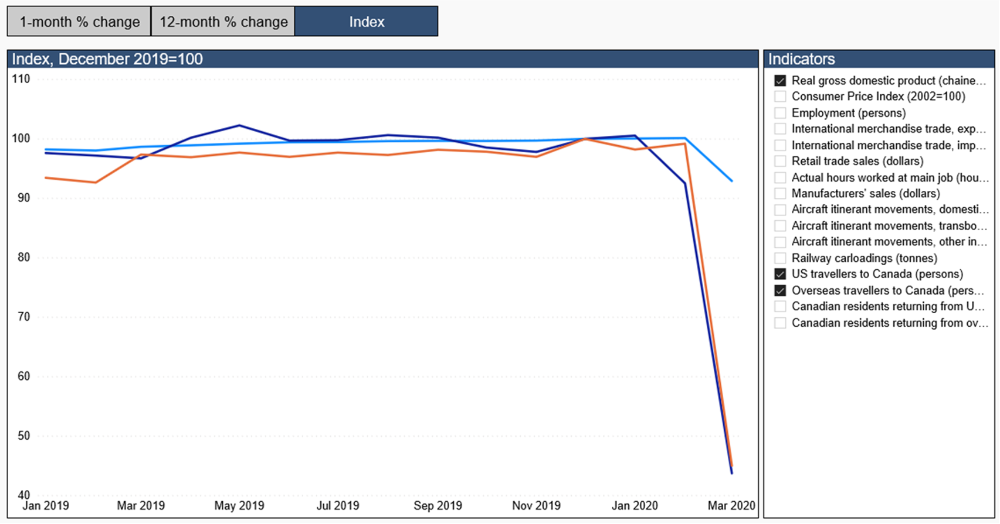 1-month % change
12-month % change
Index
Index, December 2019=100
110
100
90
80
70
60
50
40
Jan 2019
Mar 2019
May 2019
Jul 2019
Sep 2019
Nov 2019
Jan 2020
Mar 2020
Indicators
Real gross domestic product (chaine...
Consumer Price Index (2002=100)
Employment (persons)
International merchandise trade, exp...
International merchandise trade, imp...
Retail trade sales (dollars)
Actual hours worked at main job (hou...
Manufacturers' sales (dollars)
Aircraft itinerant movements, domesti...
Aircraft itinerant movements, transbo...
Aircraft itinerant movements, other in...
Railway carloadings (tonnes)
US travellers to Canada (persons)
Overseas travellers to Canada (pers...
Canadian residents returning from U...
Canadian residents returning from ov...